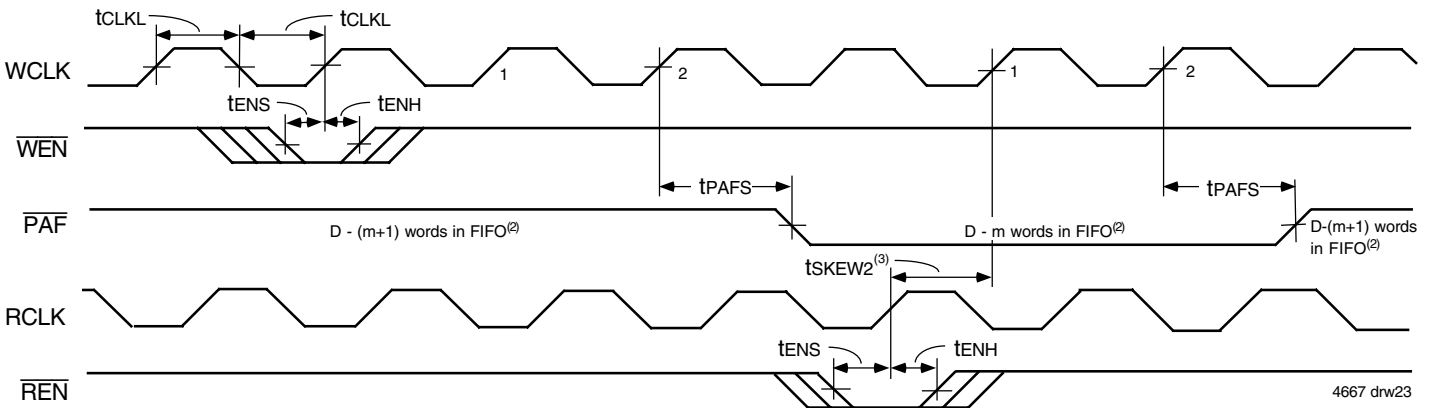 tCLKL tCLKL
WCLK 1 2 1 2
tENS tENH
WEN
tPAFS tPAFS
PAF
D - (m+1) words in FIFO(2) D - m words in FIFO(2) D-(m+1) words
in FIFO(2)
tSKEW2(3)
RCLK
tENS tENH
REN
4667 drw23